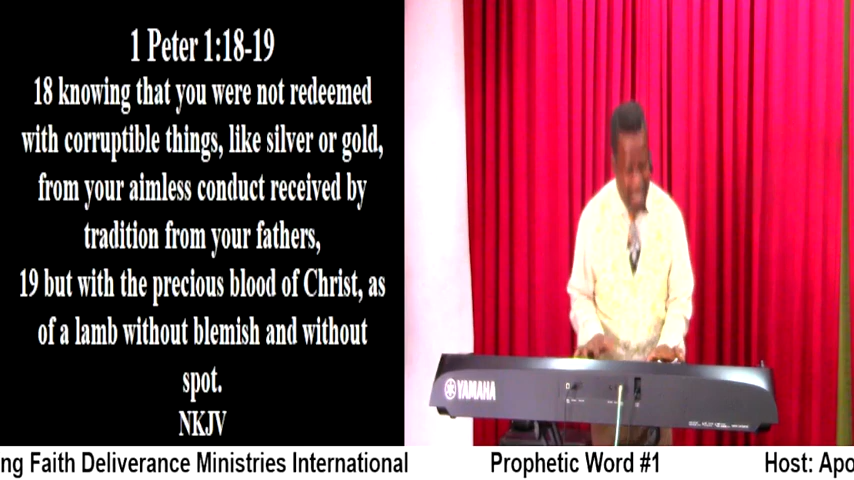 1 Peter 1:18-19
18 knowing that you were not redeemed
with corruptible things, like silver or gold,
from your aimless conduct received by
tradition from your fathers,
19 but with the precious blood of Christ, as
of a lamb without blemish and without
spot.
NKJV
YAMAHA
ng Faith Deliverance Ministries International Prophetic Word #1 Host: Apo